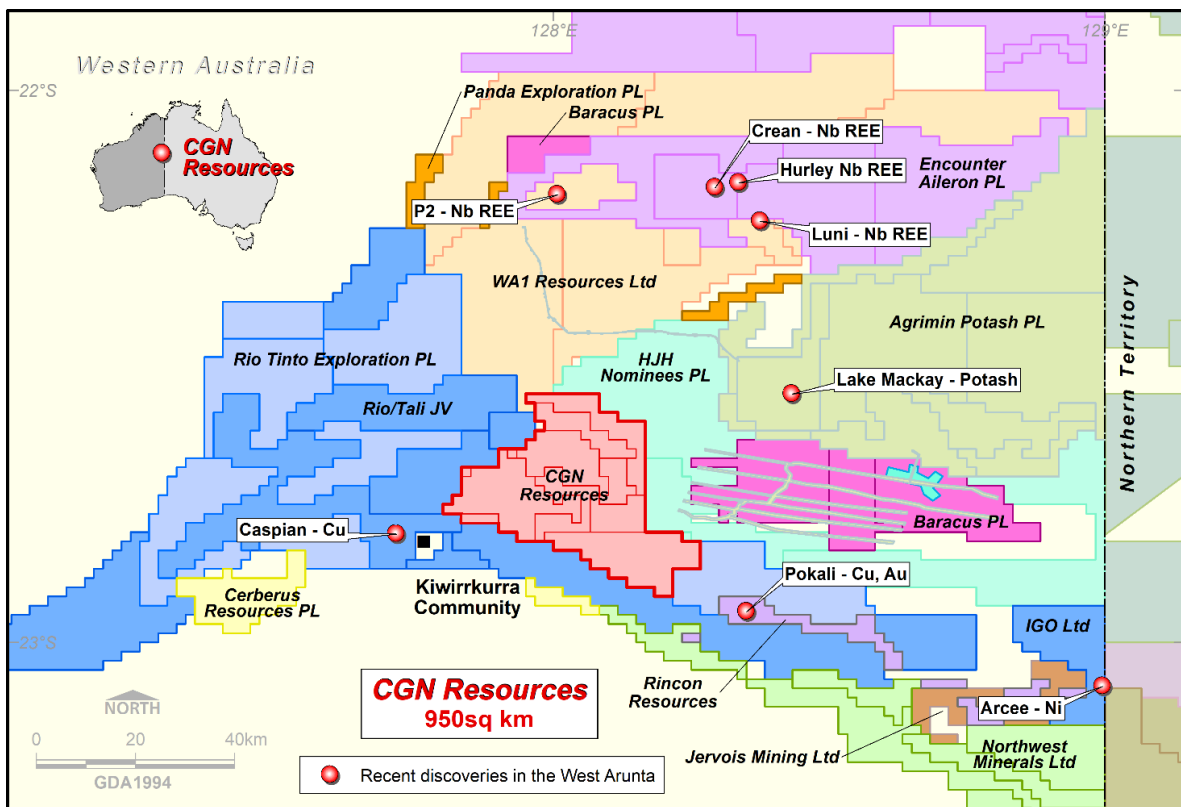 128°E
129°E
22°S
Western Australia
CGN
Resources
Panda Exploration PL
Baracus PL
Crean - Nb REE
Hurley Nb REE
Encounter
Aileron PL
P2 - Nb REE
Luni - Nb REE
WA1 Resources Ltd
Agrimin Potash PL
Northern Territory
Rio Tinto Exploration PL
HJH
Nominees PL
Lake Mackay - Potash
Rio/Tali JV
CGN
Resources
Baracus PL
Caspian - Cu
Kiwirrkurra
Community
Pokali - Cu, Au
Cerberus
Resources PL
23°S
IGO Ltd
CGN Resources
950sq km
Rincon
Resources
Arcee - Ni
NORTH
0 20 40km
GDA1994
Jervois Mining Ltd
Northwest
Minerals Ltd
Recent discoveries in the West Arunta